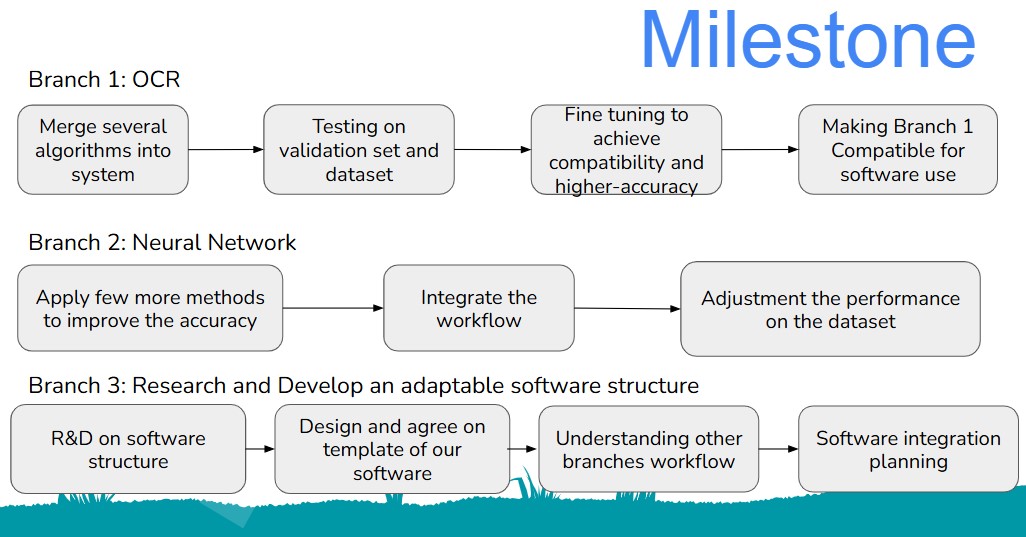 Milestone
Branch 1: OCR
Merge several
algorithms into
system
Testing on
validation set and
dataset
Fine tuning to
achieve
compatibility and
higher-accuracy
Making Branch 1
Compatible for
software use
Branch 2: Neural Network
Apply few more methods
to improve the accuracy
Integrate the
workflow
Adjustment the performance
on the dataset
Branch 3: Research and Develop an adaptable software structure
R&D on software
structure
Design and agree on
template of our
software
Understanding other
branches workflow
Software integration
planning